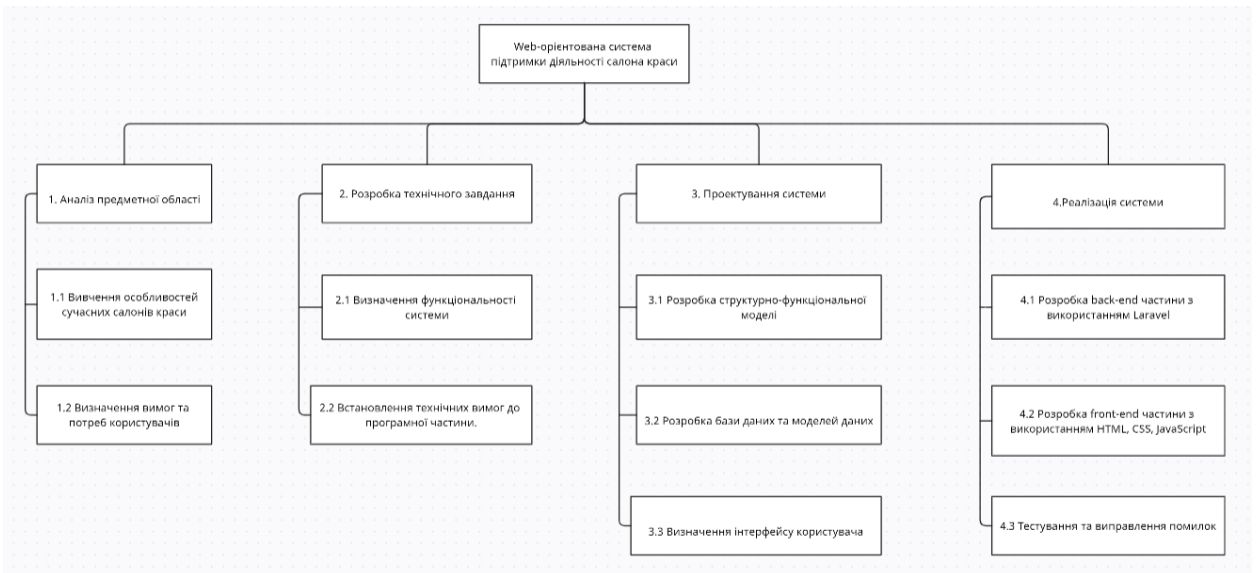 Web-орієнтована система
підтримки діяльності салона краси
1. Аналіз предметної області
2. Розробка технічного завдання
3. Проектування системи
4.Реалізація системи
1.1 Вивчення особливостей
сучасних салонів краси
2.1 Визначення функціональності
системи
3.1 Розробка структурно-функціональної
моделі
4.1 Розробка back-end частини з
використанням Laravel
1.2 Визначення вимог та
потреб користувачів
2.2 Встановлення технічних вимог до
програмної частини.
3.2 Розробка бази даних та моделей даних
4.2 Розробка front-end частини з
використанням HTML, CSS, JavaScript
3.3 Визначення інтерфейсу користувача
4.3 Тестування та виправлення помилок